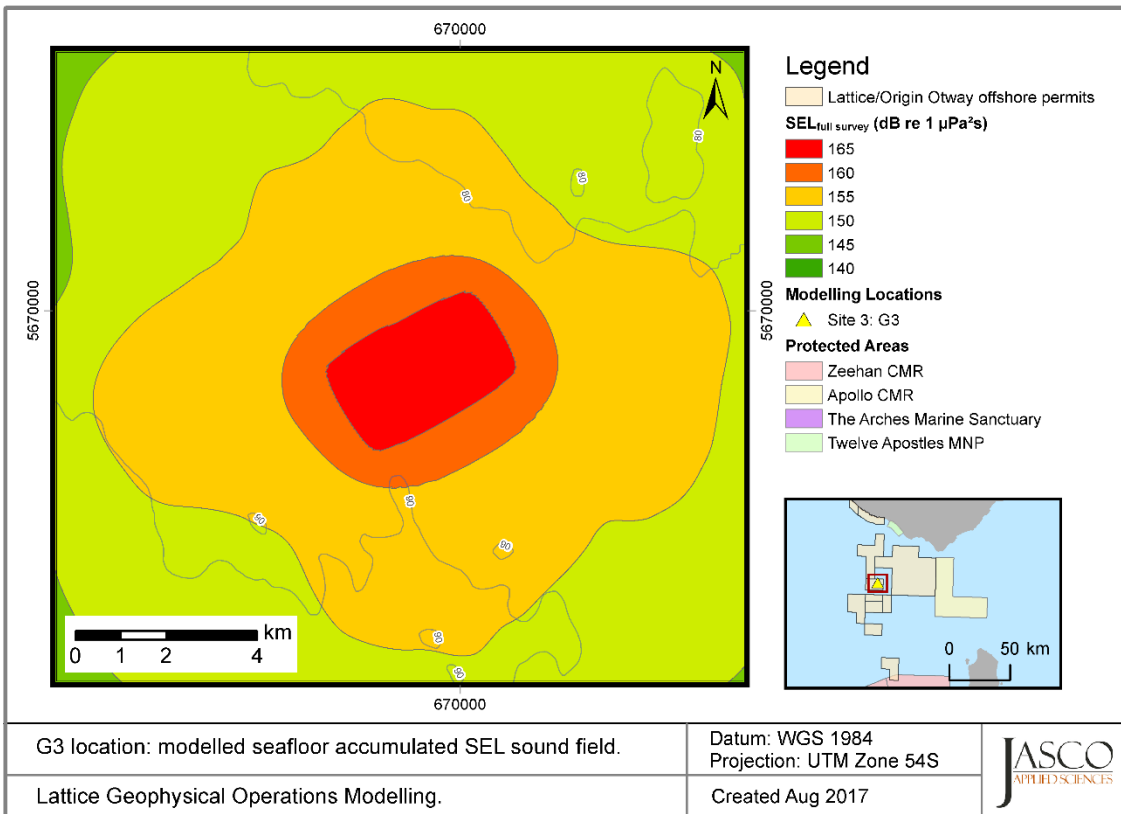 670000
N
5670000
5670000
80
80
80
80
90
90
90
90
90
km
0 1 2 4
670000
Legend
Lattice/Origin Otway offshore permits
SELfull survey (dB re 1 µPa²s)
165
160
155
150
145
140
Modelling Locations
Site 3: G3
Protected Areas
Zeehan CMR
Apollo CMR
The Arches Marine Sanctuary
Twelve Apostles MNP
0 50 km
G3 location: modelled seafloor accumulated SEL sound field.
Datum: WGS 1984
Projection: UTM Zone 54S
Lattice Geophysical Operations Modelling.
Created Aug 2017
JASCO
APPLIED SCIENCES